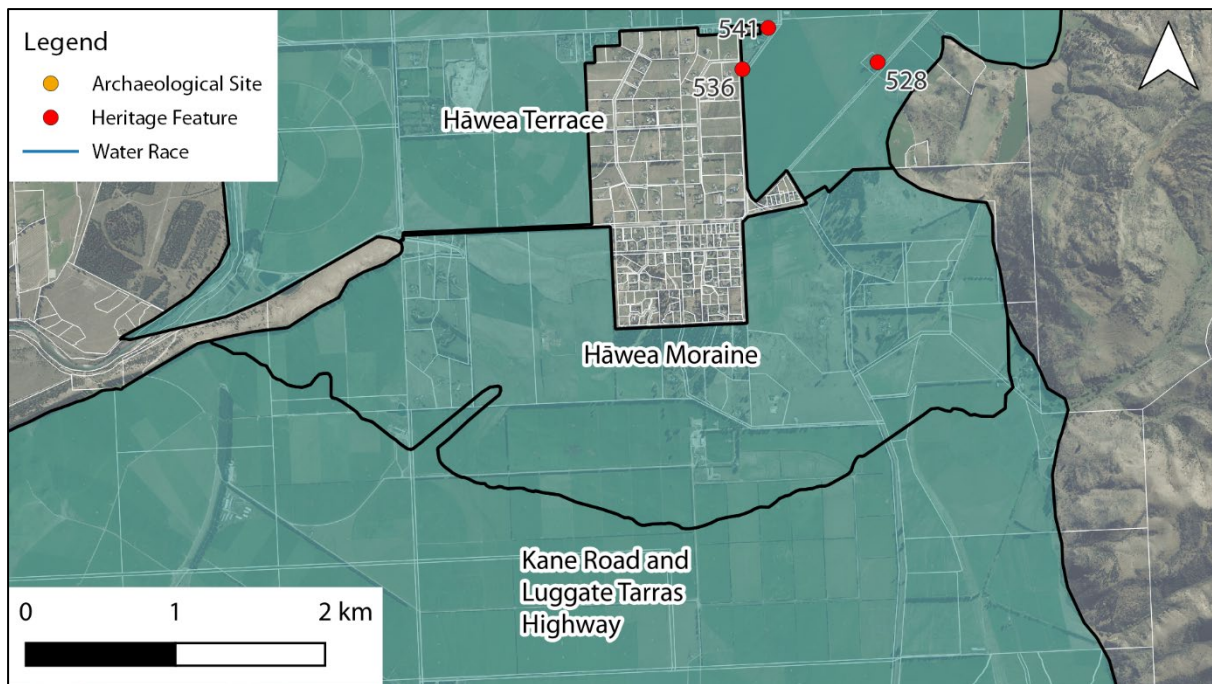 Legend
Archaeological Site
Heritage Feature
Water Race
541
536
528
Hāwea Terrace
Hāwea Moraine
Kane Road and
Luggate Tarras
Highway
0 1 2 km